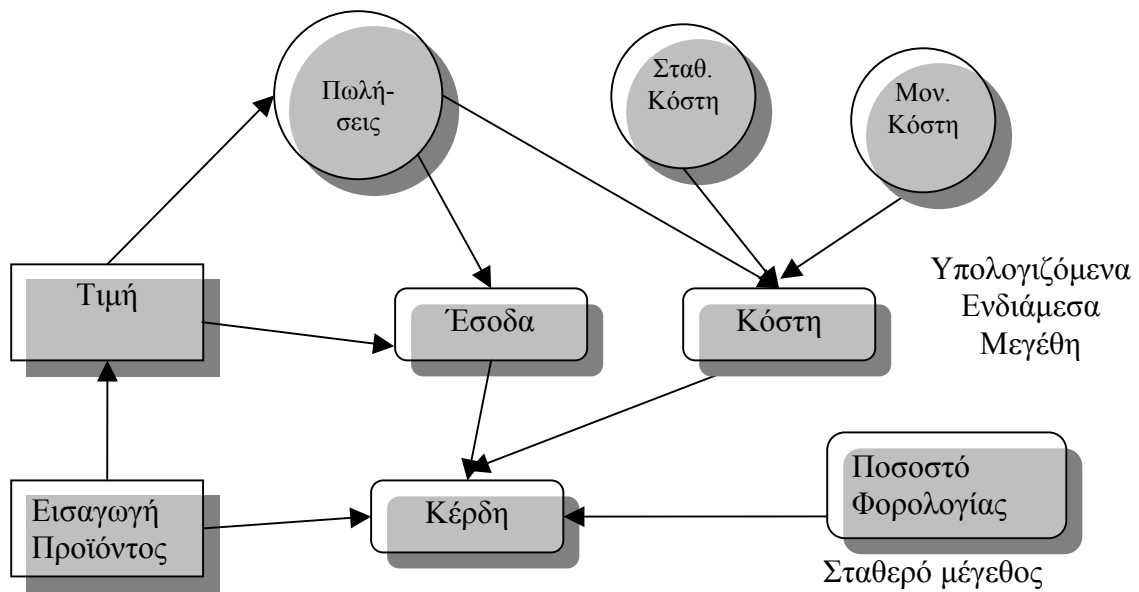 Πωλή-
σεις
Σταθ.
Κόστη
Μον.
Κόστη
Τιμή
Έσοδα
Κόστη
Υπολογιζόμενα
Ενδιάμεσα
Μεγέθη
Εισαγωγή
Προϊόντος
Κέρδη
Ποσοστό
Φορολογίας
Σταθερό μέγεθος